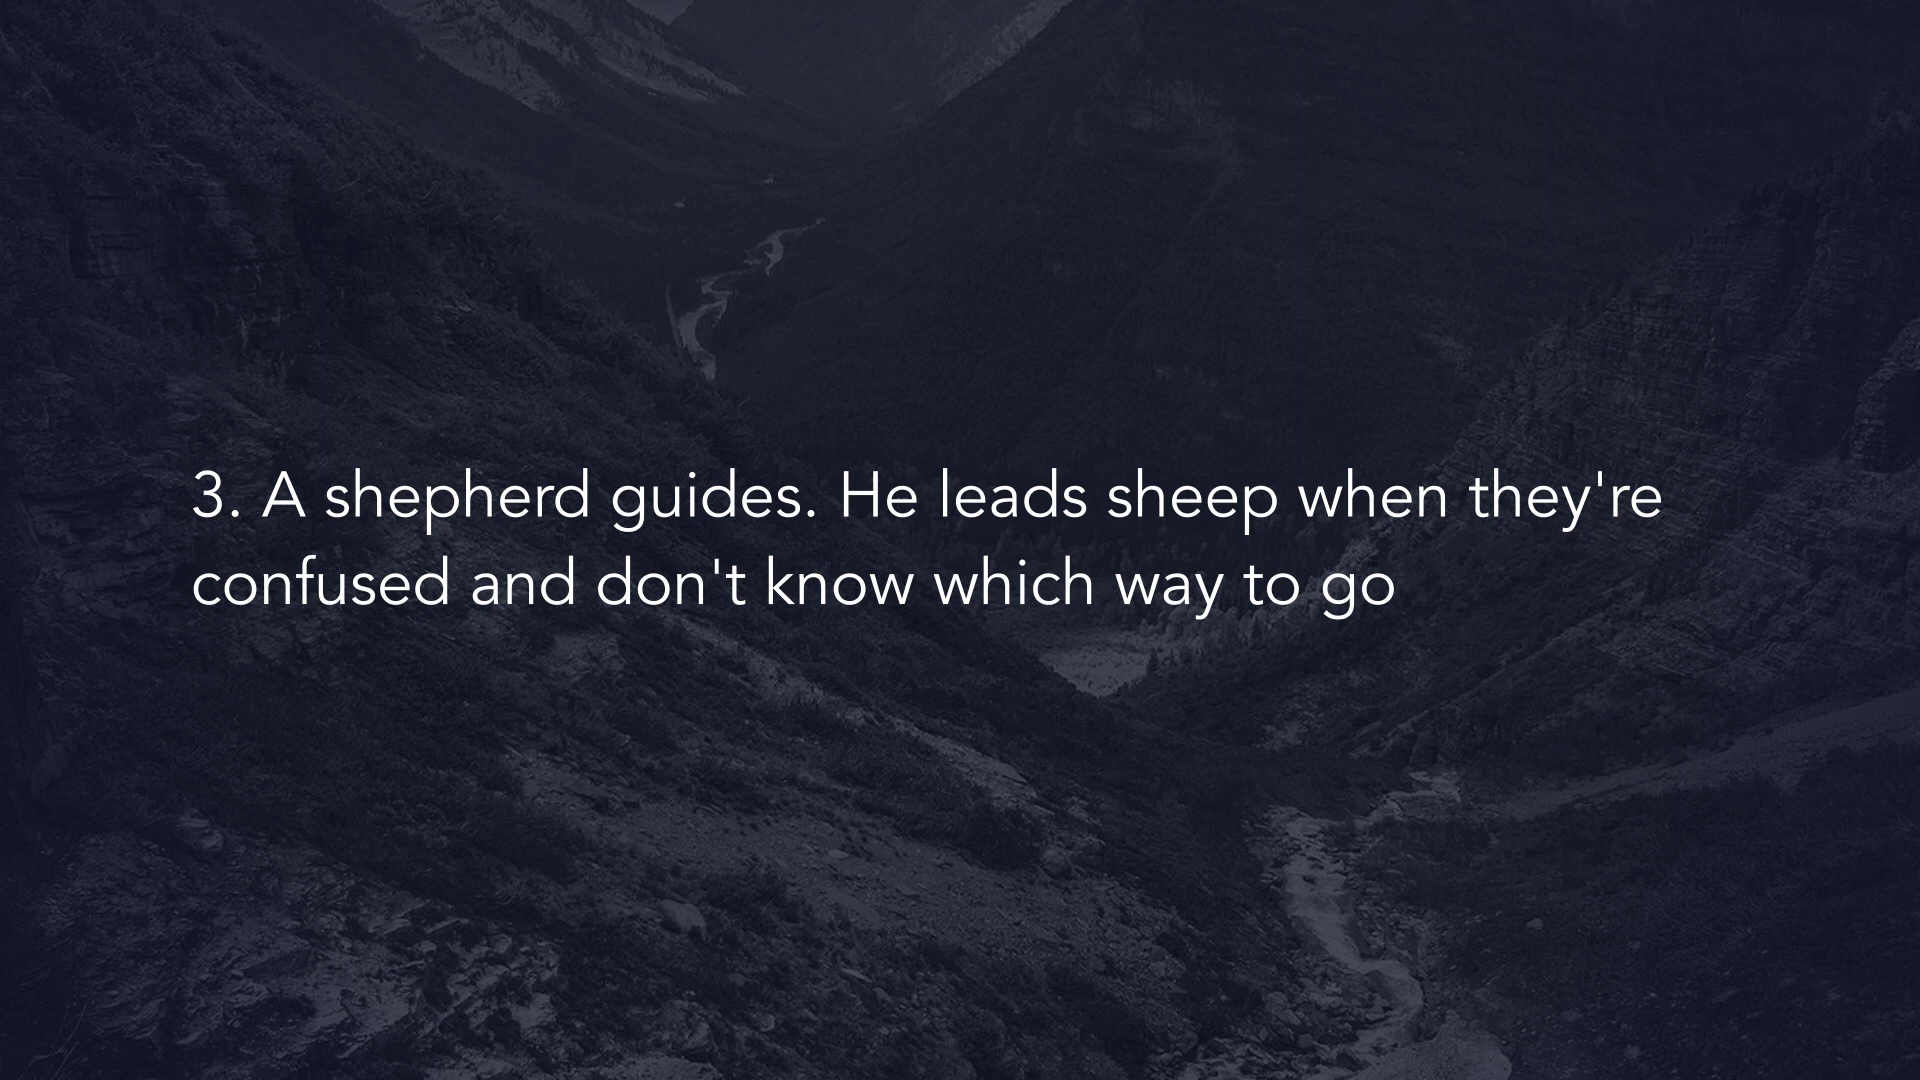 3. A shepherd guides. He leads sheep when they're
confused and don't know which way to go